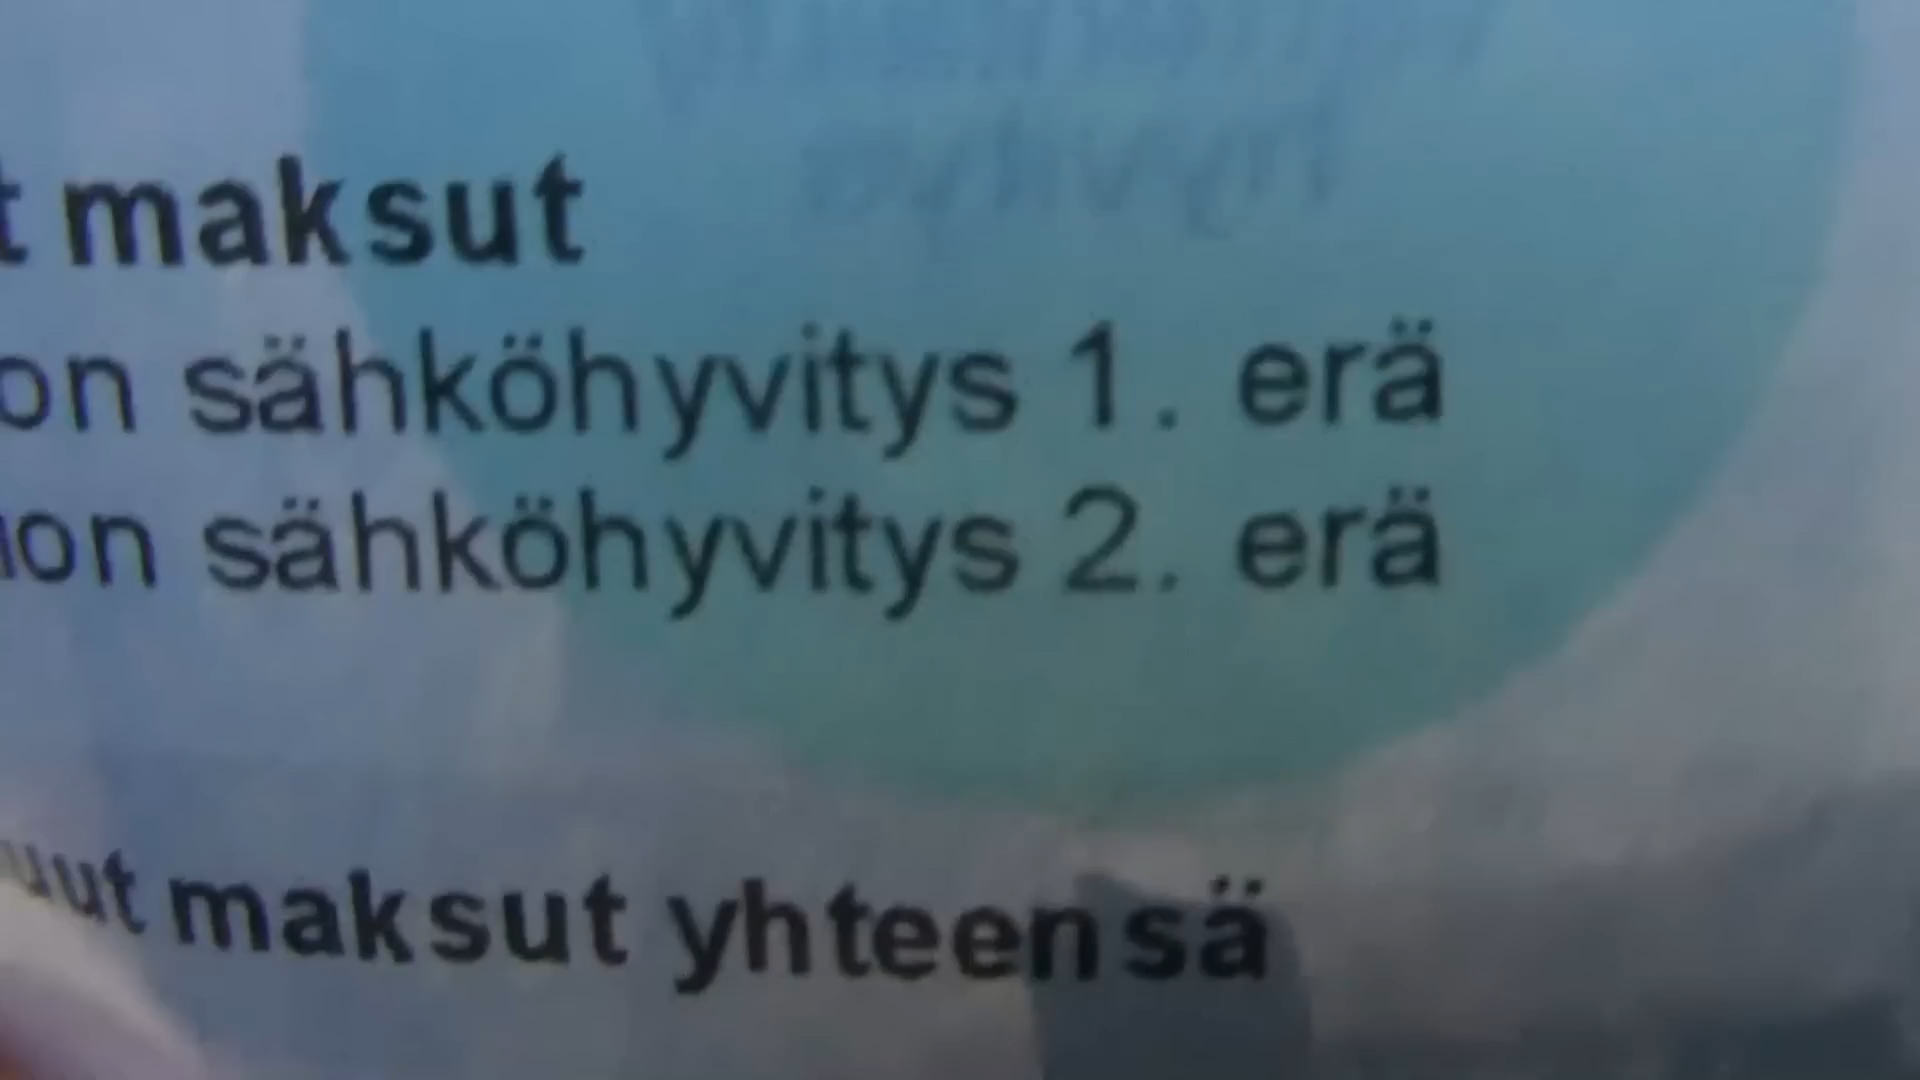 t maksut
on sähköhyvitys 1. erä
ion sähköhyvitys 2. erä
uut maksut yhteensä